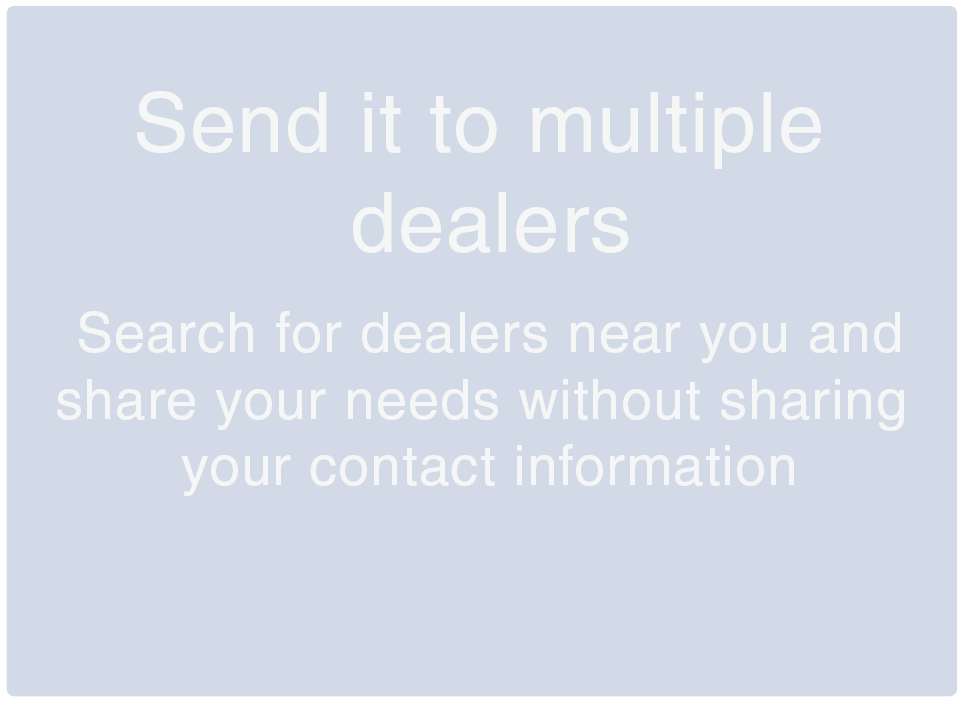 Send it to multiple
dealers
Search for dealers near you and
share your needs without sharing
your contact information